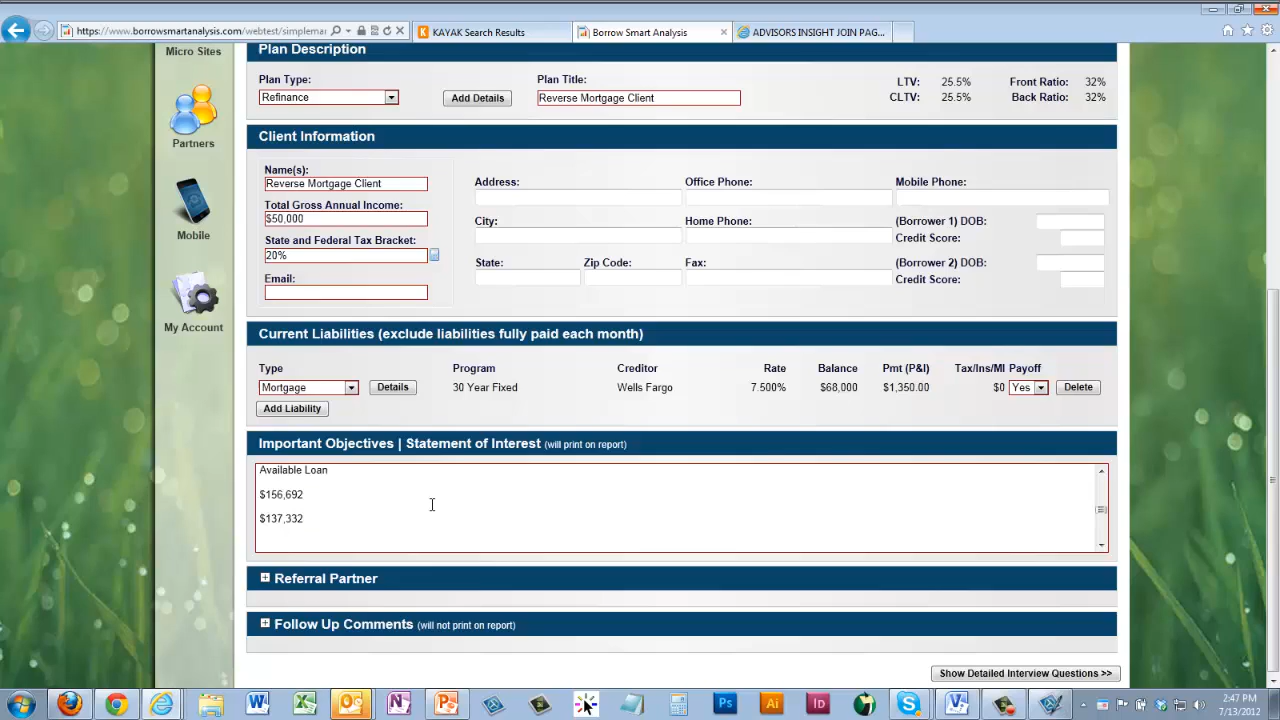 https://www.borrowsmartanalysis.com/webtest/simplemar
KAYAK Search Results
Borrow Smart Analysis
ADVISORS INSIGHT JOIN PAG...
Micro Sites
Partners
Mobile
My Account
Plan Description
Plan Type:
Refinance
Add Details
Plan Title:
Reverse Mortgage Client
LTV: 25.5% Front Ratio: 32%
CLTV: 25.5% Back Ratio: 32%
Client Information
Name(s):
Reverse Mortgage Client
Total Gross Annual Income:
$50,000
State and Federal Tax Bracket:
20%
Email:
Address: Office Phone: Mobile Phone:
City: Home Phone: (Borrower 1) DOB:
Credit Score:
State: Zip Code: Fax: (Borrower 2) DOB:
Credit Score:
Current Liabilities (exclude liabilities fully paid each month)
Type Program Creditor Rate Balance Pmt (P&I) Tax/Ins/MI Payoff
Mortgage Details 30 Year Fixed Wells Fargo 7.500% $68,000 $1,350.00 $0 Yes Delete
Add Liability
Important Objectives | Statement of Interest (will print on report)
Available Loan
$156,692
$137,332
Referral Partner
Follow Up Comments (will not print on report)
Show Detailed Interview Questions >>
2:47 PM
7/13/2012